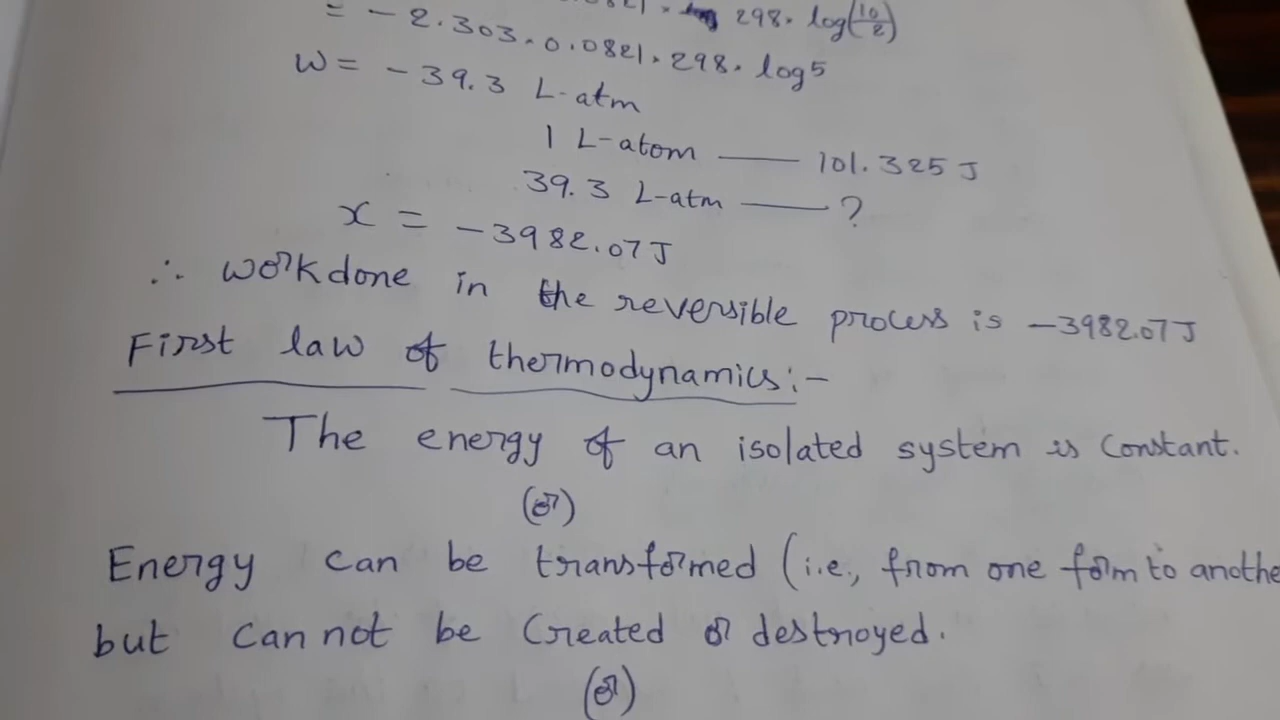 298. log(10/2)
= - 2.303. 0.0821. 298. log5
W = - 39.3 L-atm
1 L-atom — 101.325 J
39.3 L-atm — ?
x = - 3982.07 J
∴ workdone in the reversible process is -3982.07 J
First law of thermodynamics:-
The energy of an isolated system is Constant.
(or)
Energy can be transformed (i.e., from one form to anothe
but can not be Created or destroyed.
(or)